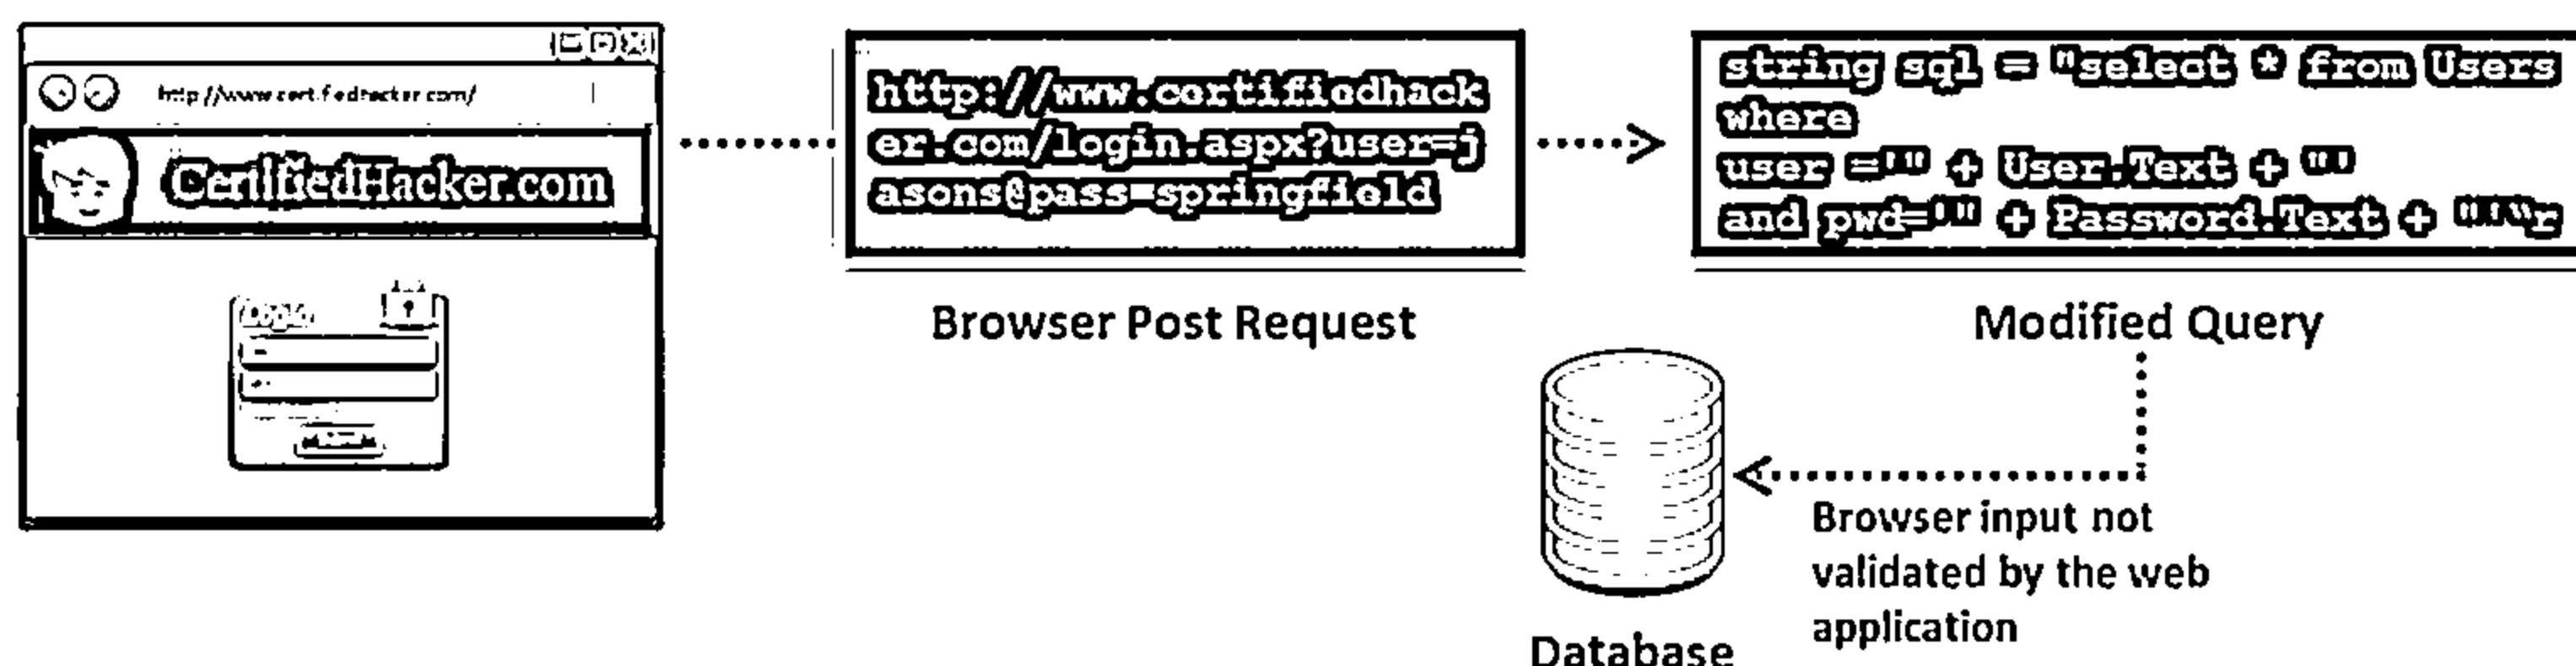 http://www.certifiedhacker.com/
CertifiedHacker.com
Login
http://www.certifiedhack
er.com/login.aspx?user=j
asons@pass=springfield
Browser Post Request
string sql = "select * from Users
where
user ='" + User.Text + "'
and pwd='" + Password.Text + "'"r
Modified Query
Browser input not
validated by the web
application
Database